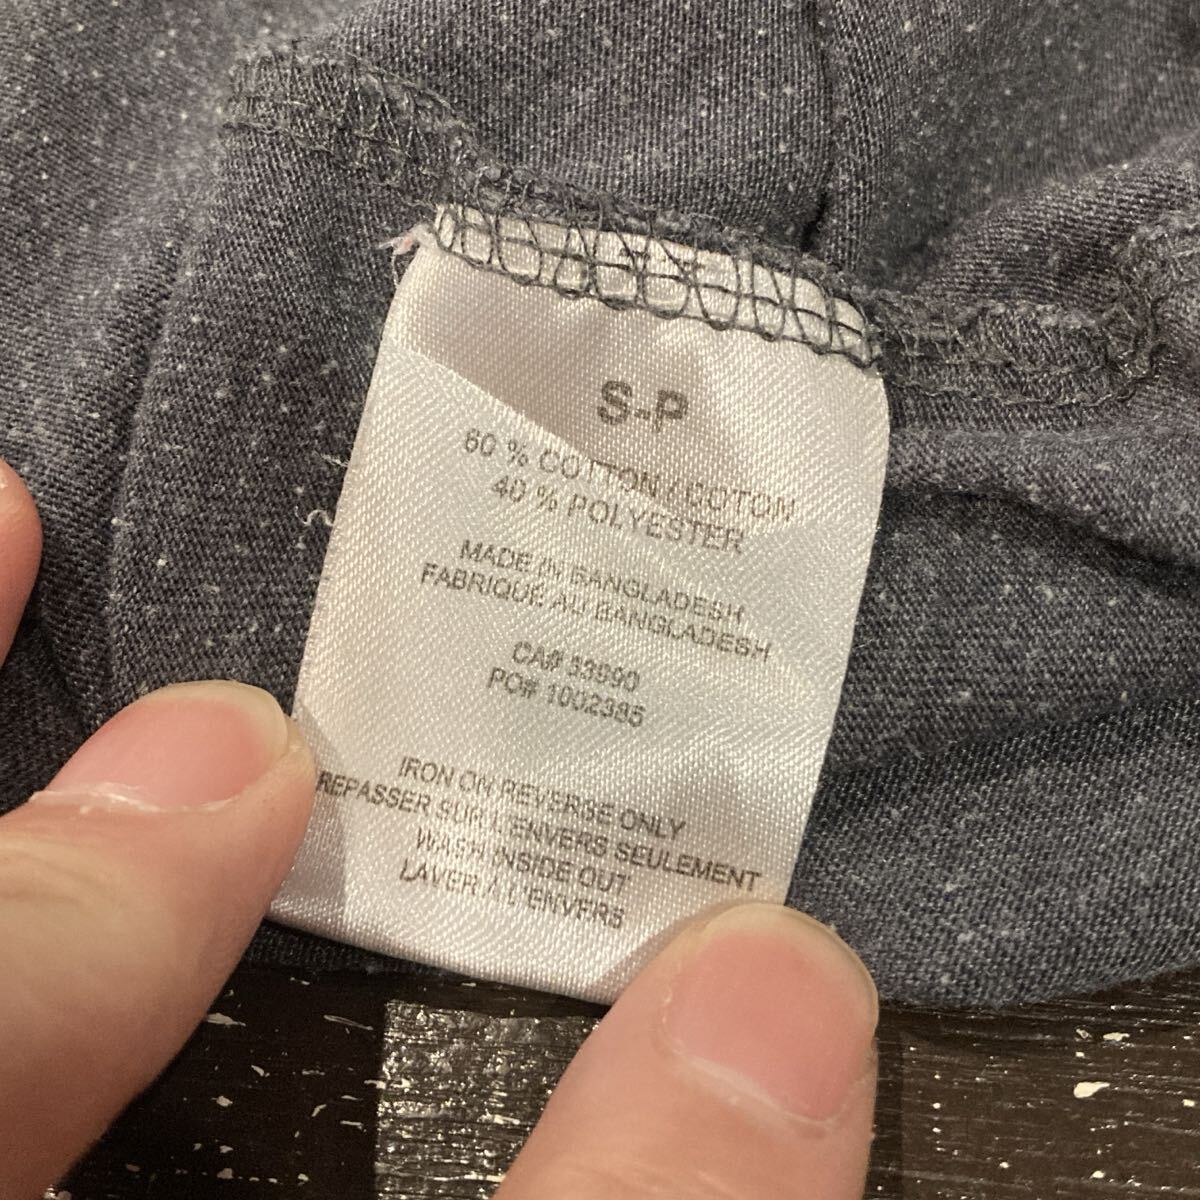 S-P
60 % COTTON / COTON
40 % POLYESTER
MADE IN BANGLADESH
FABRIQUE AU BANGLADESH
CA# 33990
PO# 1002385
IRON ON REVERSE ONLY
REPASSER SUR L'ENVERS SEULEMENT
WASH INSIDE OUT
LAVER À L'ENVERS